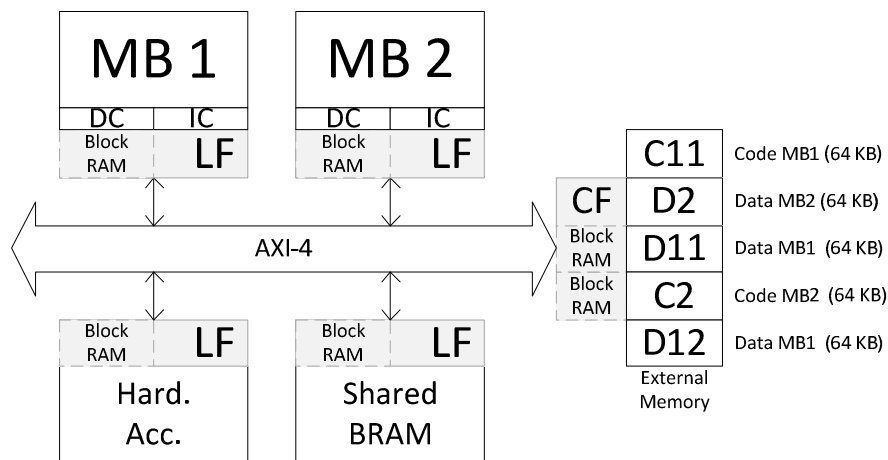 MB 1
MB 2
DC
IC
DC
IC
Block
RAM
LF
Block
RAM
LF
C11
Code MB1 (64 KB)
CF
D2
Data MB2 (64 KB)
AXI-4
Block
RAM
D11
Data MB1 (64 KB)
Block
RAM
C2
Code MB2 (64 KB)
D12
Data MB1 (64 KB)
External
Memory
Block
RAM
LF
Block
RAM
LF
Hard.
Acc.
Shared
BRAM